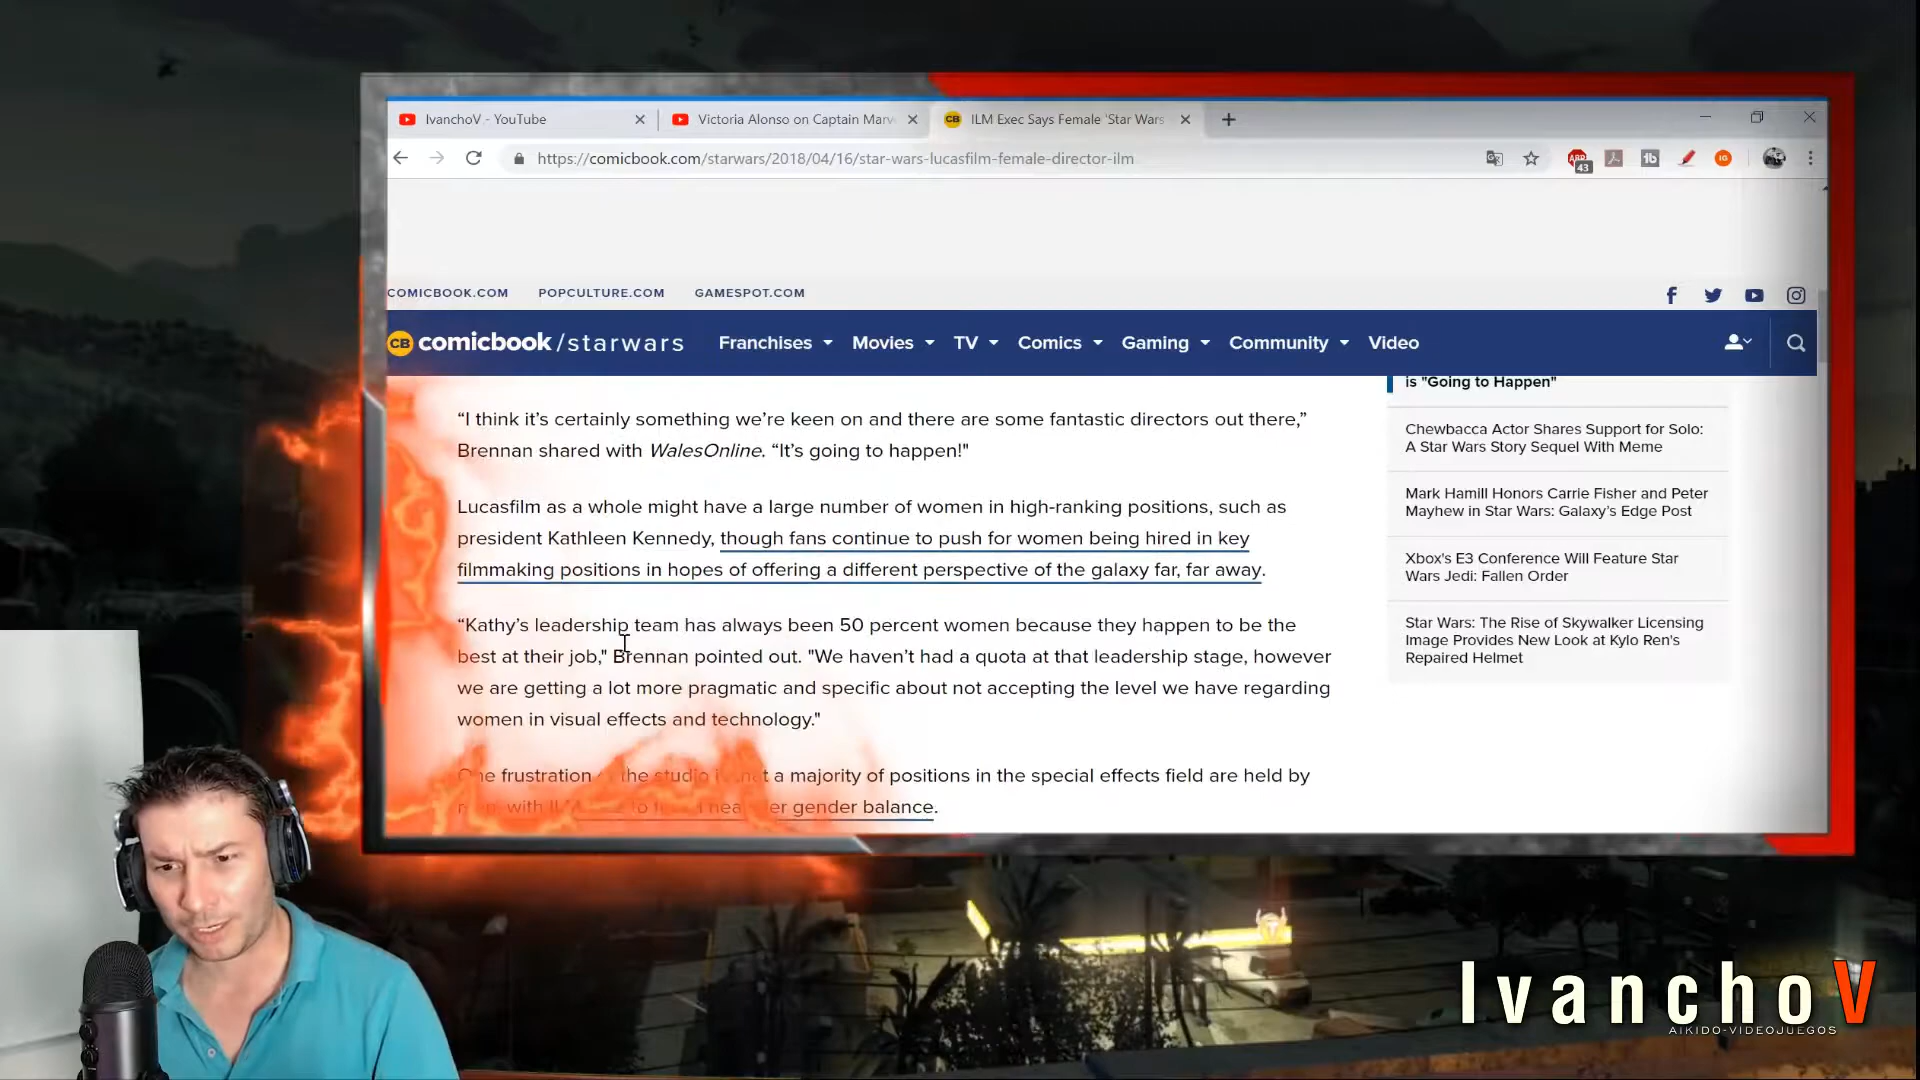 IvanchoV - YouTube
Victoria Alonso on Captain Marv
CB ILM Exec Says Female 'Star Wars
https://comicbook.com/starwars/2018/04/16/star-wars-lucasfilm-female-director-ilm
ABP
43
tb
IG
COMICBOOK.COM POPCULTURE.COM GAMESPOT.COM
CB comicbook/starwars Franchises Movies TV Comics Gaming Community Video
“I think it’s certainly something we’re keen on and there are some fantastic directors out there,”
Brennan shared with WalesOnline. “It’s going to happen!"
Lucasfilm as a whole might have a large number of women in high-ranking positions, such as
president Kathleen Kennedy, though fans continue to push for women being hired in key
filmmaking positions in hopes of offering a different perspective of the galaxy far, far away.
“Kathy’s leadership team has always been 50 percent women because they happen to be the
best at their job," Brennan pointed out. "We haven’t had a quota at that leadership stage, however
we are getting a lot more pragmatic and specific about not accepting the level we have regarding
women in visual effects and technology."
frustration the studio a majority of positions in the special effects field are held by
with to gender balance.
is "Going to Happen"
Chewbacca Actor Shares Support for Solo:
A Star Wars Story Sequel With Meme
Mark Hamill Honors Carrie Fisher and Peter
Mayhew in Star Wars: Galaxy’s Edge Post
Xbox's E3 Conference Will Feature Star
Wars Jedi: Fallen Order
Star Wars: The Rise of Skywalker Licensing
Image Provides New Look at Kylo Ren's
Repaired Helmet
IvanchoV
AIKIDO-VIDEOJUEGOS